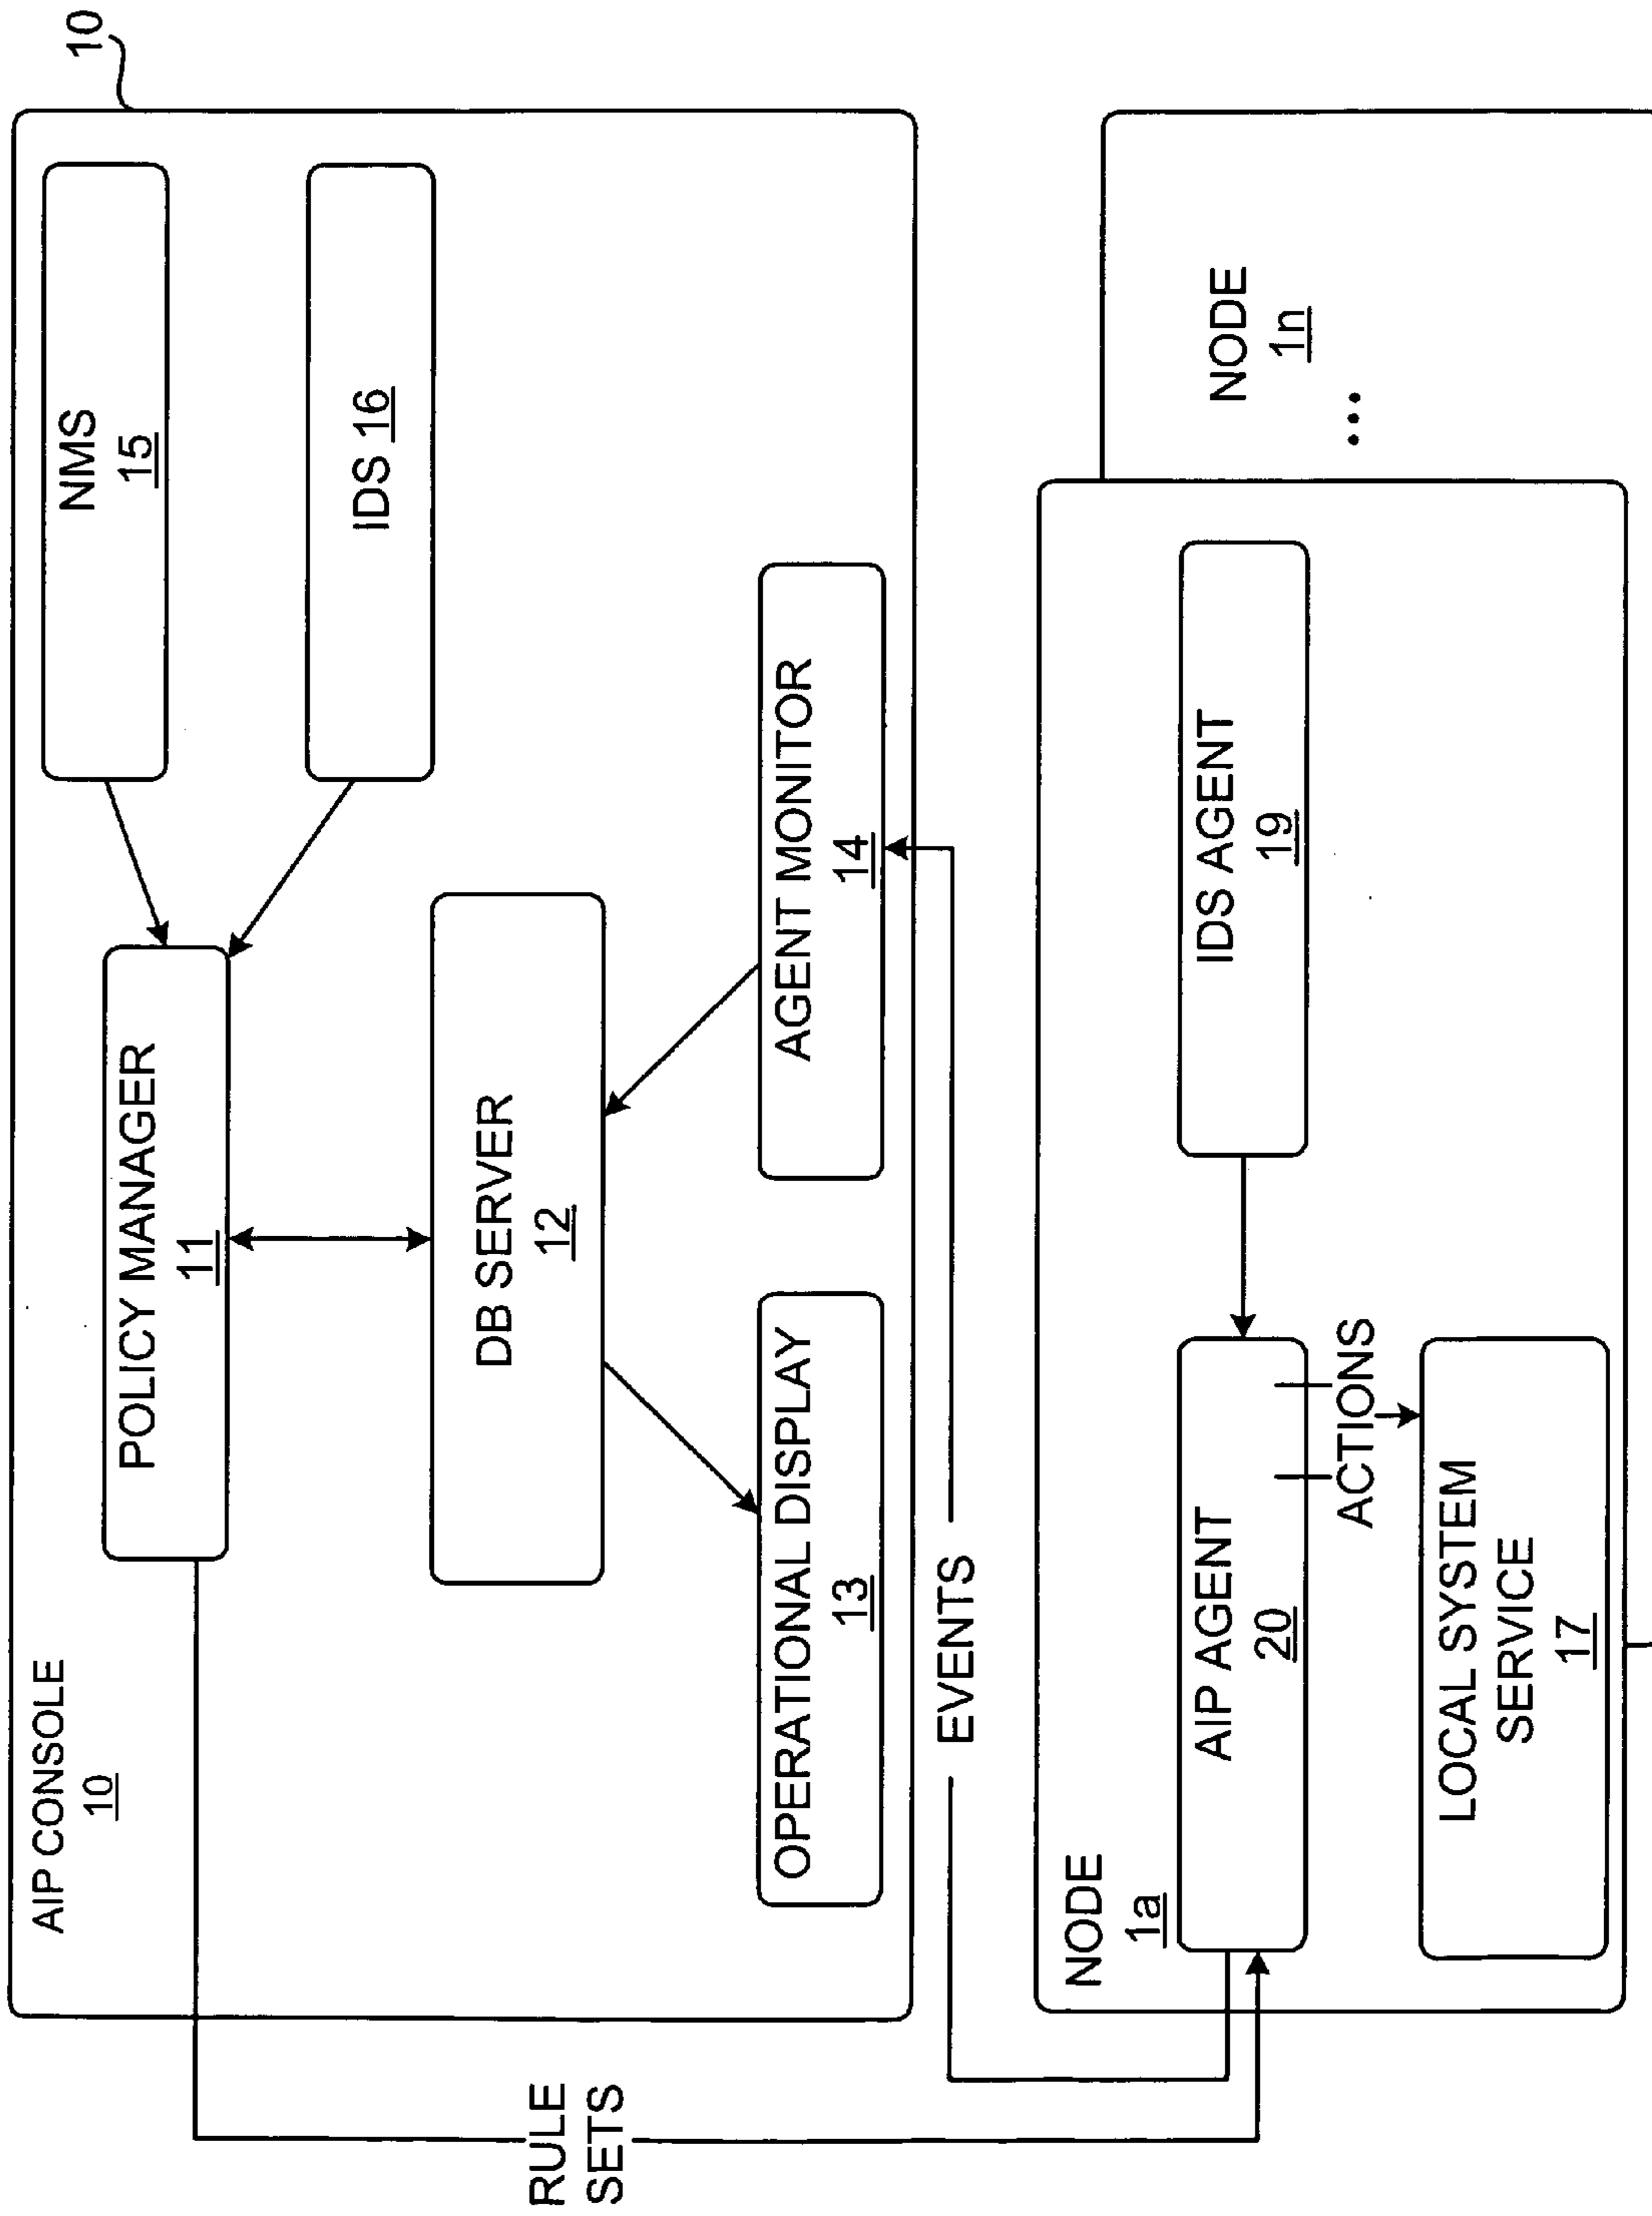 10
AIP CONSOLE
10
POLICY MANAGER
11
NMS
15
IDS 16
DB SERVER
12
OPERATIONAL DISPLAY
13
AGENT MONITOR
14
RULE
SETS
EVENTS
NODE
1a
AIP AGENT
20
IDS AGENT
19
ACTIONS
LOCAL SYSTEM
SERVICE
17
NODE
1n
...